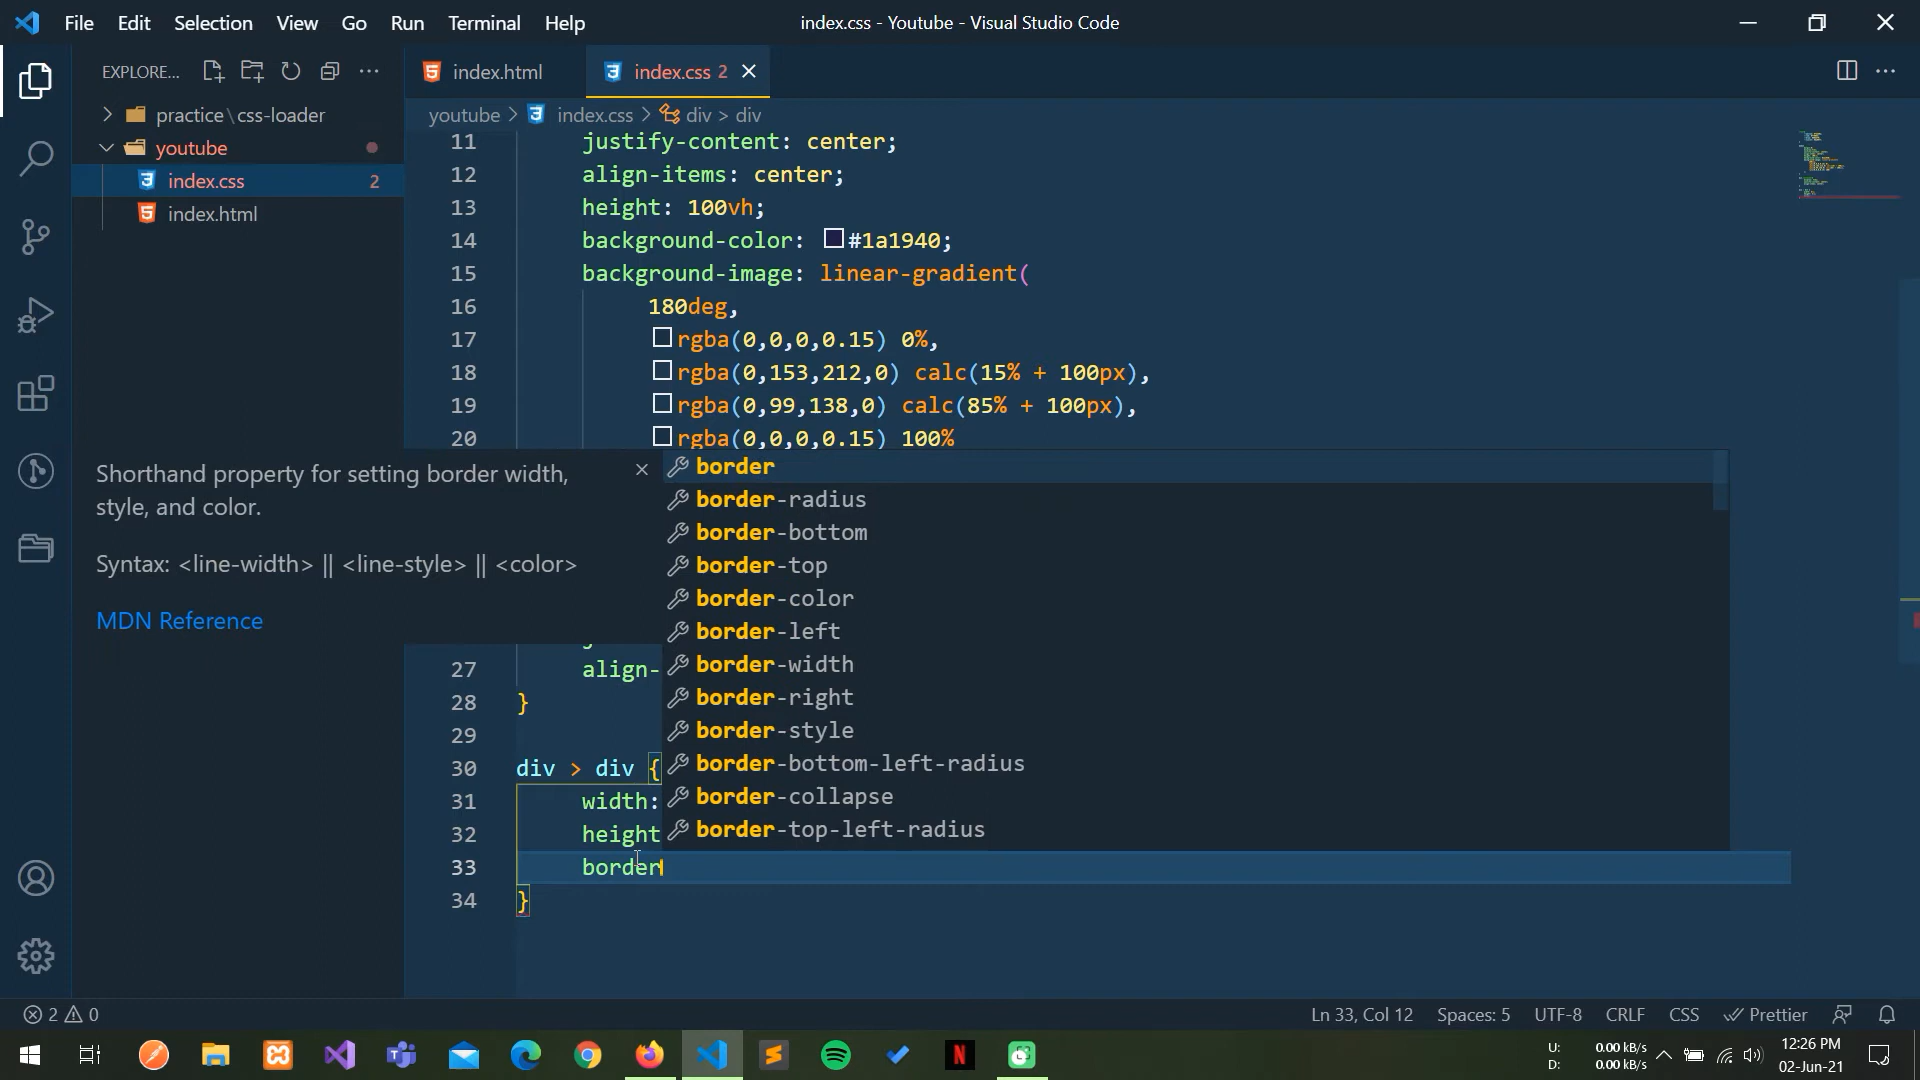 File Edit Selection View Go Run Terminal Help
index.css - Youtube - Visual Studio Code
EXPLORE...
practice\css-loader
youtube
index.css 2
index.html
index.html
index.css 2
youtube > index.css > div > div
11 justify-content: center;
12 align-items: center;
13 height: 100vh;
14 background-color: #1a1940;
15 background-image: linear-gradient(
16 180deg,
17 rgba(0,0,0,0.15) 0%,
18 rgba(0,153,212,0) calc(15% + 100px),
19 rgba(0,99,138,0) calc(85% + 100px),
20 rgba(0,0,0,0.15) 100%
Shorthand property for setting border width,
style, and color.
Syntax: <line-width> || <line-style> || <color>
MDN Reference
border
border-radius
border-bottom
border-top
border-color
border-left
border-width
border-right
border-style
border-bottom-left-radius
border-collapse
border-top-left-radius
27 align-
28 }
29
30 div > div {
31 width:
32 height
33 border
34 }
2 0
Ln 33, Col 12 Spaces: 5 UTF-8 CRLF CSS Prettier
U: 0.00 kB/s
D: 0.00 kB/s
12:26 PM
02-Jun-21